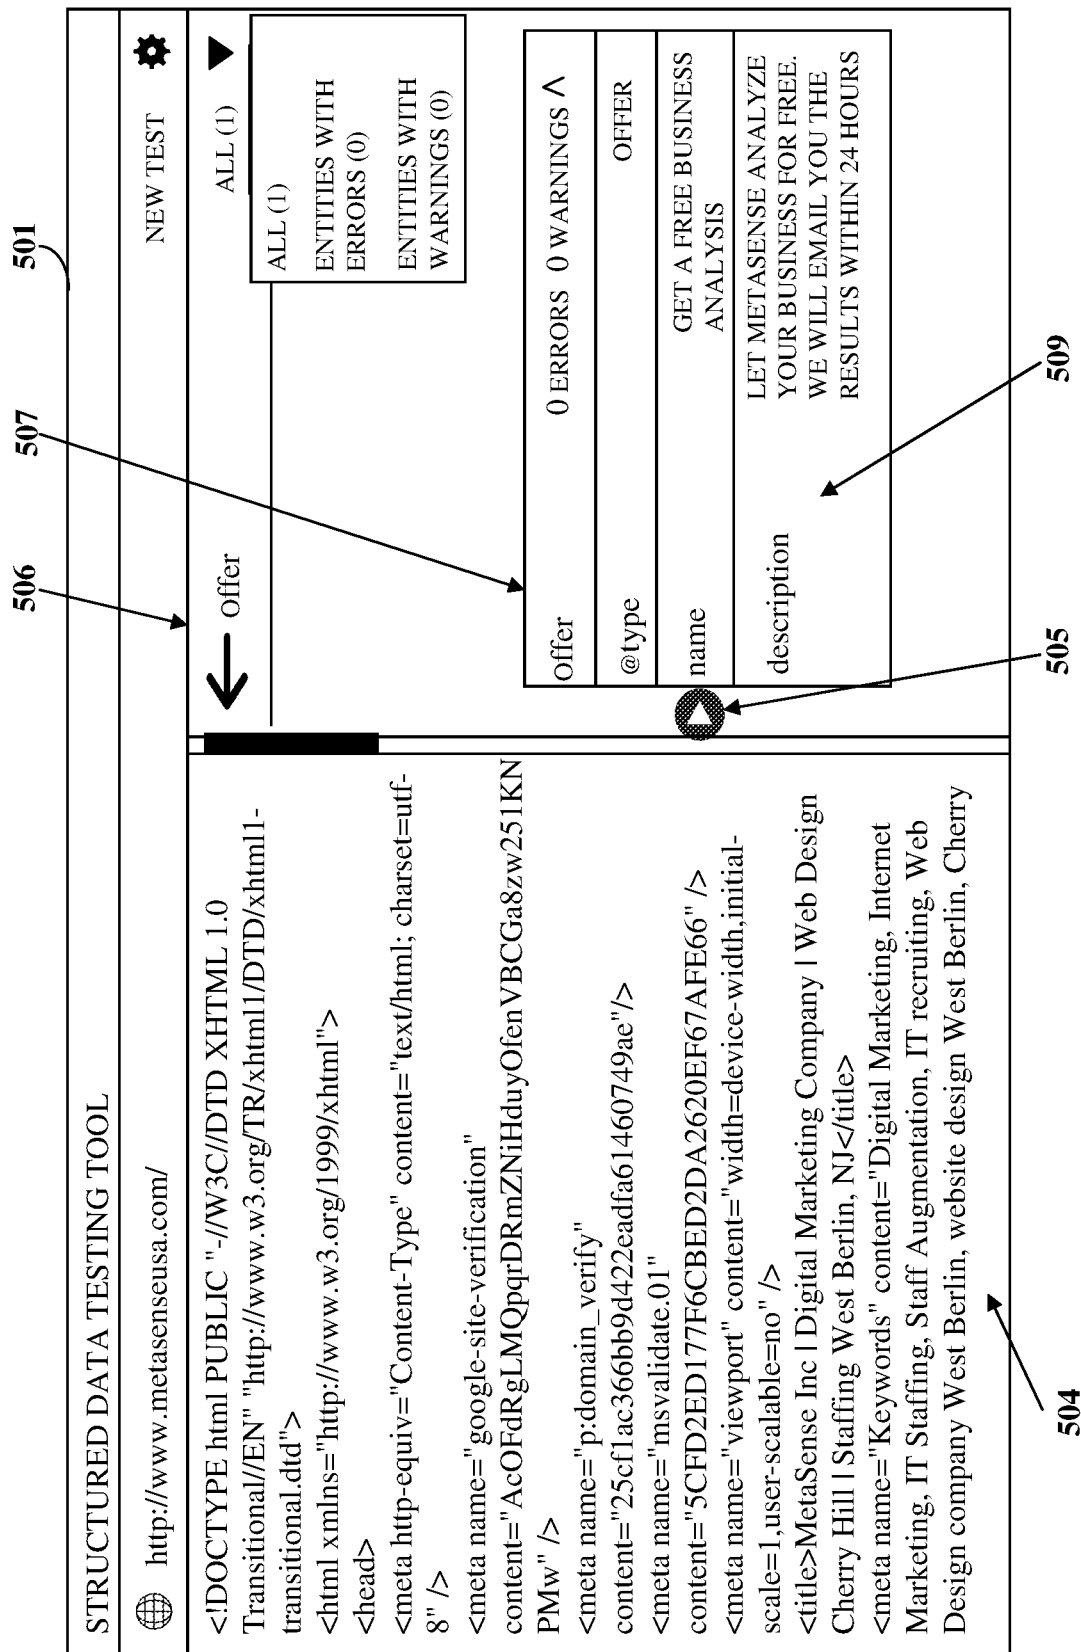 501
507
506
STRUCTURED DATA TESTING TOOL
http://www.metasenseusa.com/
NEW TEST
<!DOCTYPE html PUBLIC "-//W3C//DTD XHTML 1.0
Transitional//EN" "http://www.w3.org/TR/xhtml1/DTD/xhtml1-
transitional.dtd">
<html xmlns="http://www.w3.org/1999/xhtml">
<head>
<meta http-equiv="Content-Type" content="text/html; charset=utf-
8" />
<meta name="google-site-verification"
content="AcOFdRgLMQpqrDRmZNiHduyOfenVBCGa8zw251KN
PMw" />
<meta name="p:domain_verify"
content="25cf1ac366bb9d422eadfa61460749ae"/>
<meta name="msvalidate.01"
content="5CFD2ED177F6CBED2DA2620EF67AFE66" />
<meta name="viewport" content="width=device-width,initial-
scale=1,user-scalable=no" />
<title>MetaSense Inc | Digital Marketing Company | Web Design
Cherry Hill | Staffing West Berlin, NJ</title>
<meta name="Keywords" content="Digital Marketing, Internet
Marketing, IT Staffing, Staff Augmentation, IT recruiting, Web
Design company West Berlin, website design West Berlin, Cherry
Offer
ALL (1)
ALL (1)
ENTITIES WITH
ERRORS (0)
ENTITIES WITH
WARNINGS (0)
Offer 0 ERRORS 0 WARNINGS
@type OFFER
name GET A FREE BUSINESS
ANALYSIS
description LET METASENSE ANALYZE
YOUR BUSINESS FOR FREE.
WE WILL EMAIL YOU THE
RESULTS WITHIN 24 HOURS
504
505
509